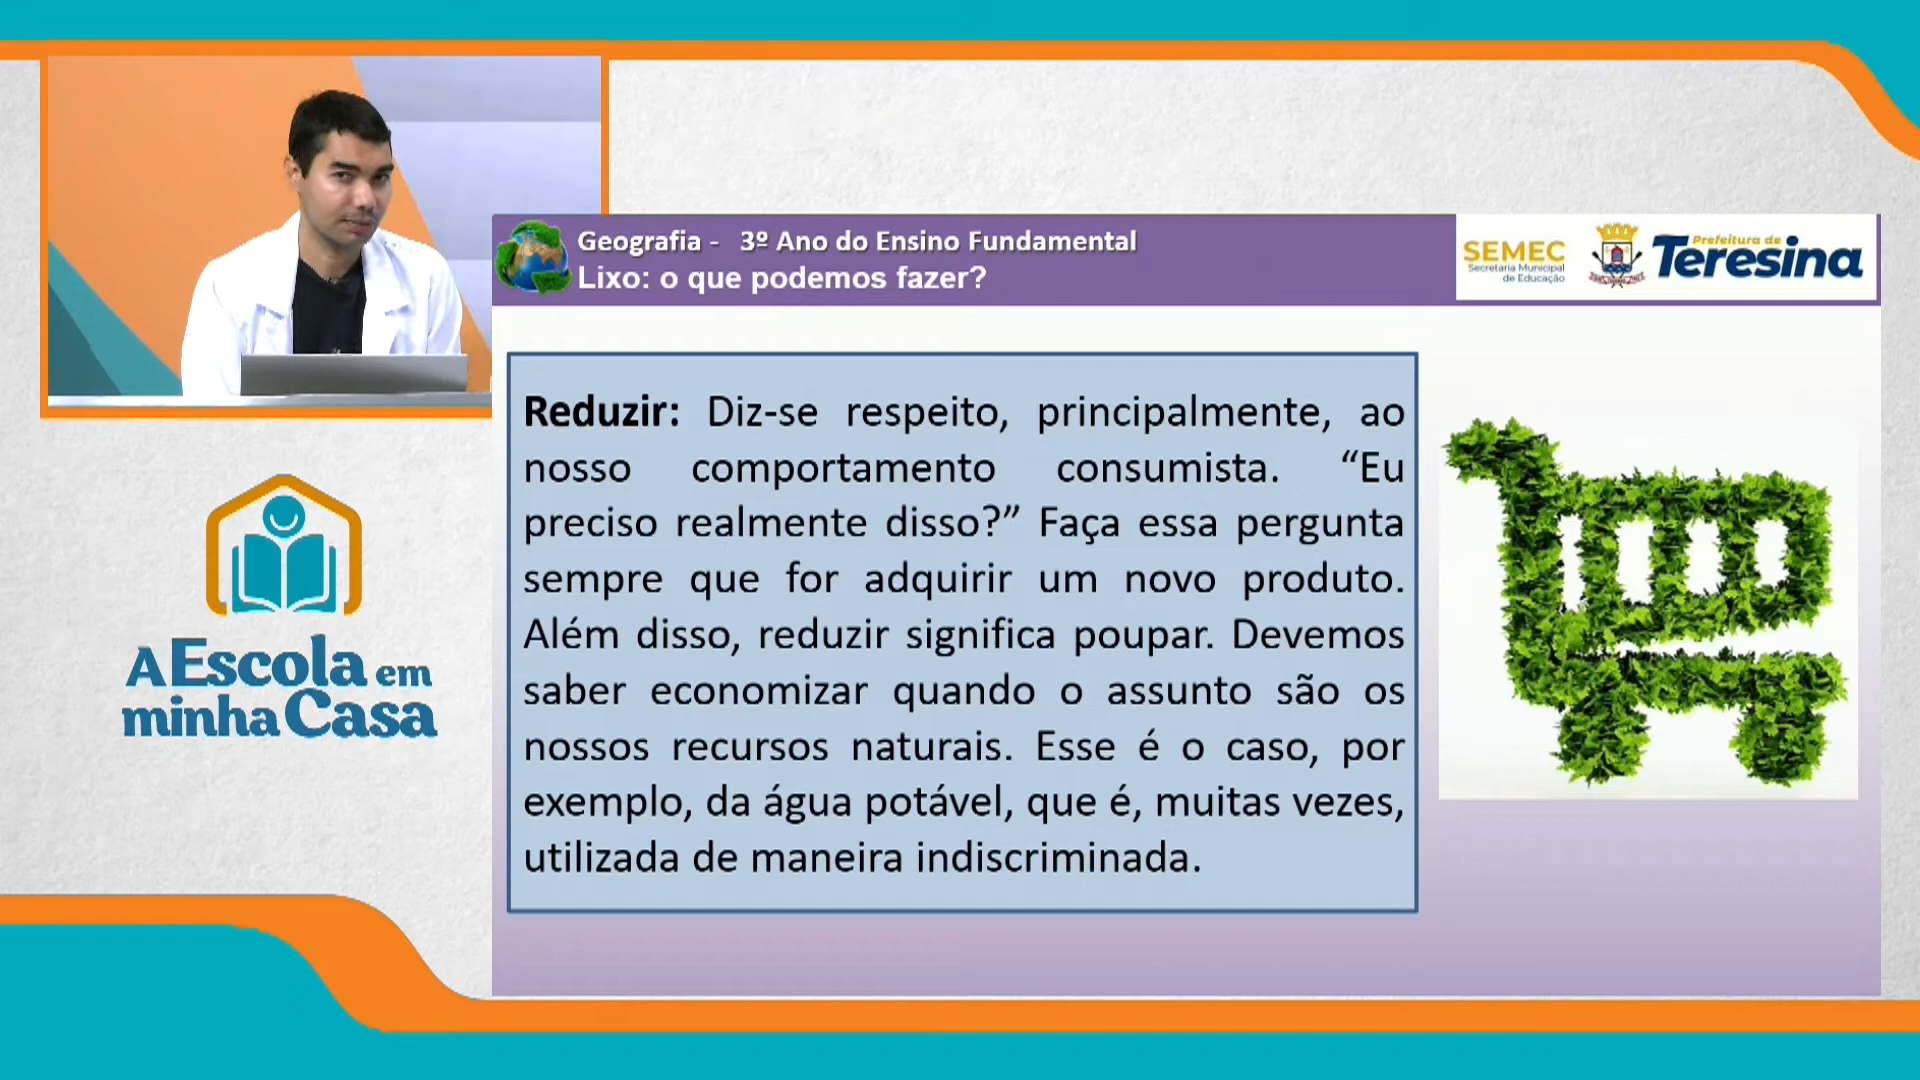 Geografia -   3º Ano do Ensino Fundamental
Lixo: o que podemos fazer?
SEMEC
Secretaria Municipal
de Educação
Prefeitura de
Teresina
Reduzir: Diz-se respeito, principalmente, ao
nosso comportamento consumista. “Eu
preciso realmente disso?” Faça essa pergunta
sempre que for adquirir um novo produto.
Além disso, reduzir significa poupar. Devemos
saber economizar quando o assunto são os
nossos recursos naturais. Esse é o caso, por
exemplo, da água potável, que é, muitas vezes,
utilizada de maneira indiscriminada.
A Escola em
minha Casa